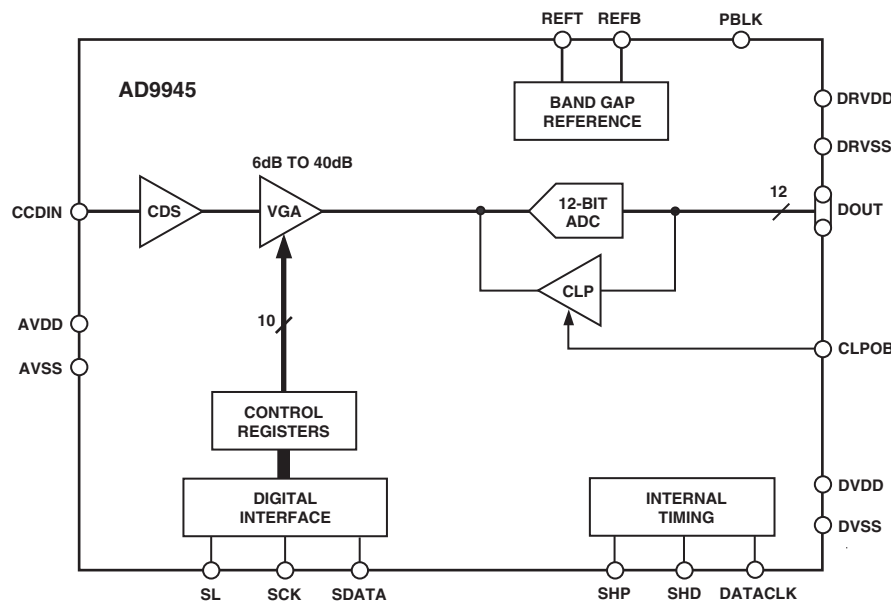 REFT REFB PBLK
AD9945
BAND GAP
REFERENCE
DRVDD
DRVSS
6dB TO 40dB
CCDIN
CDS
VGA
12-BIT
ADC
12
DOUT
CLP
AVDD
10
CLPOB
AVSS
CONTROL
REGISTERS
DIGITAL
INTERFACE
INTERNAL
TIMING
DVDD
DVSS
SL SCK SDATA SHP SHD DATACLK